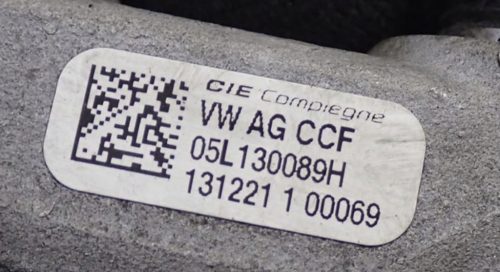 CIE Compiegne
VW AG CCF
05L130089H
131221 1 00069